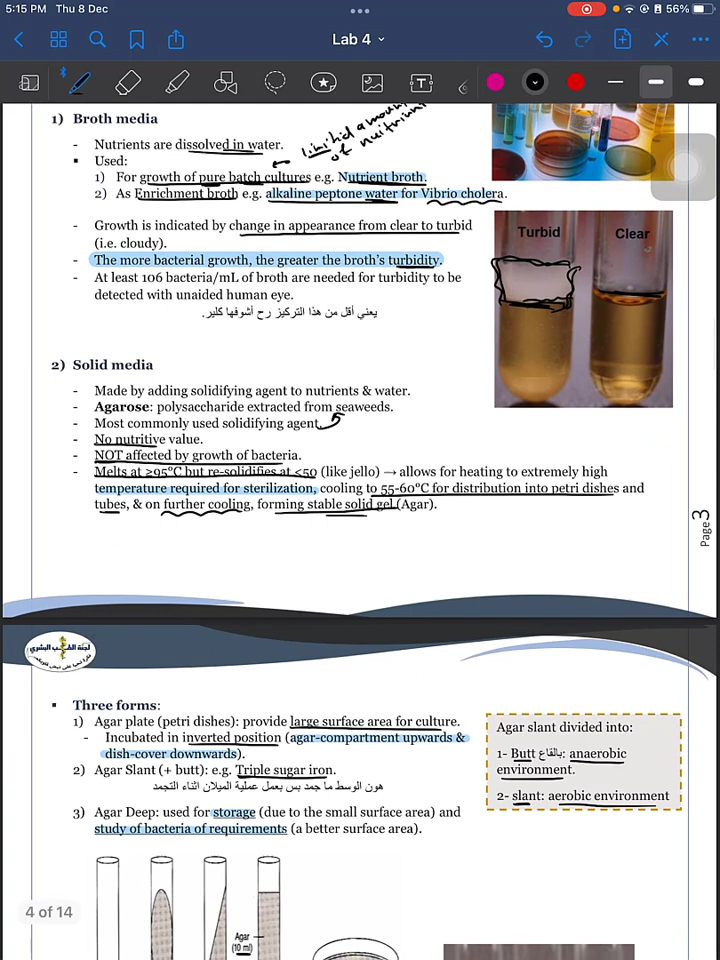 5:15 PM Thu 8 Dec
56%
Lab 4
1) Broth media
limited amount
of nutrients
- Nutrients are dissolved in water.
▪ Used:
1) For growth of pure batch cultures e.g. Nutrient broth.
2) As Enrichment broth e.g. alkaline peptone water for Vibrio cholera.
- Growth is indicated by change in appearance from clear to turbid
(i.e. cloudy).
- The more bacterial growth, the greater the broth's turbidity.
- At least 106 bacteria/mL of broth are needed for turbidity to be
detected with unaided human eye.
يعني أقل من هذا التركيز رح أشوفها كلير.
Turbid Clear
2) Solid media
- Made by adding solidifying agent to nutrients & water.
- Agarose: polysaccharide extracted from seaweeds.
- Most commonly used solidifying agent.
- No nutritive value.
- NOT affected by growth of bacteria.
- Melts at ≥95°C but re-solidifies at <50 (like jello) → allows for heating to extremely high
temperature required for sterilization, cooling to 55-60°C for distribution into petri dishes and
tubes, & on further cooling, forming stable solid gel (Agar).
Page 3
▪ Three forms:
1) Agar plate (petri dishes): provide large surface area for culture.
- Incubated in inverted position (agar-compartment upwards &
dish-cover downwards).
2) Agar Slant (+ butt): e.g. Triple sugar iron.
هون الوسط ما جمد بس بعمل عملية الميلان اثناء التجمد
3) Agar Deep: used for storage (due to the small surface area) and
study of bacteria of requirements (a better surface area).
Agar slant divided into:
1- Butt بالقاع: anaerobic
environment.
2- slant: aerobic environment
4 of 14
Agar
(10 ml)